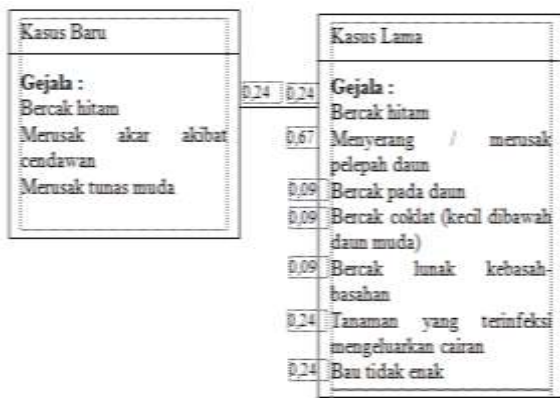 Kasus Baru
Gejala :
Bercak hitam
Merusak akar akibat
cendawan
Merusak tunas muda
0,24
Kasus Lama
Gejala :
0,24
Bercak hitam
0,67 Menyerang / merusak
pelepah daun
0,09 Bercak pada daun
0,09 Bercak coklat (kecil dibawah
daun muda)
0,09 Bercak lunak kebasah-
basahan
0,24 Tanaman yang terinfeksi
mengeluarkan cairan
0,24 Bau tidak enak